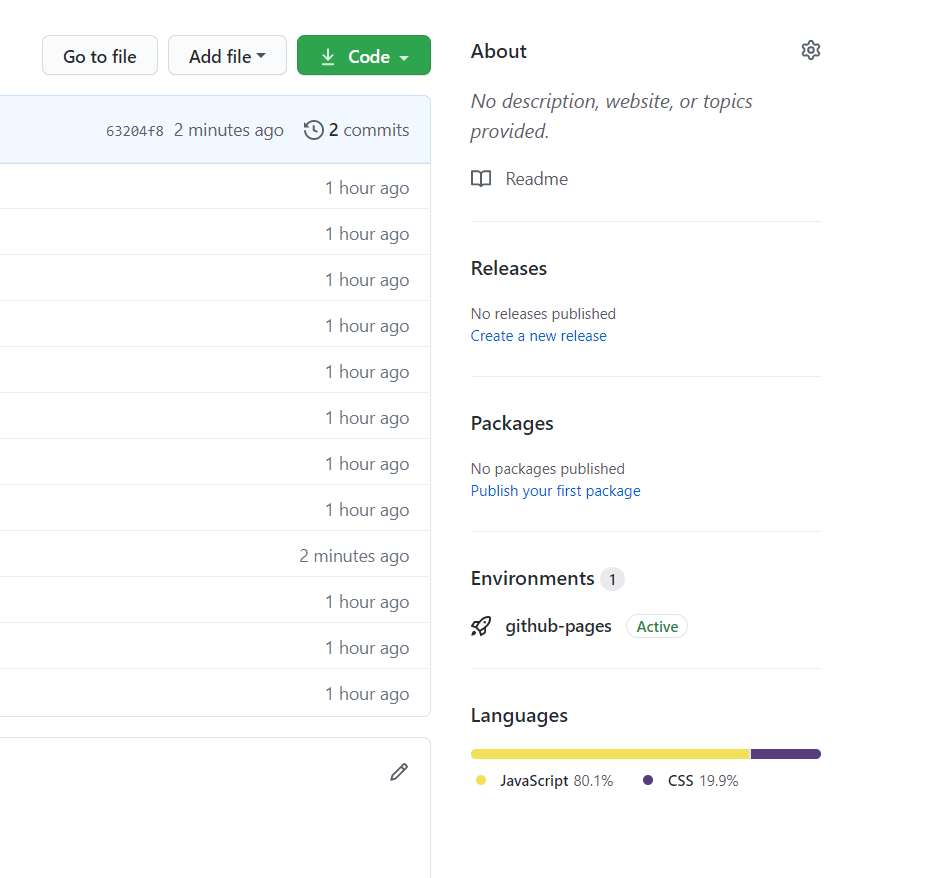 Go to file
Add file
Code
63204f8 2 minutes ago 2 commits
1 hour ago
1 hour ago
1 hour ago
1 hour ago
1 hour ago
1 hour ago
1 hour ago
1 hour ago
2 minutes ago
1 hour ago
1 hour ago
1 hour ago
About
No description, website, or topics
provided.
Readme
Releases
No releases published
Create a new release
Packages
No packages published
Publish your first package
Environments 1
github-pages Active
Languages
JavaScript 80.1% CSS 19.9%